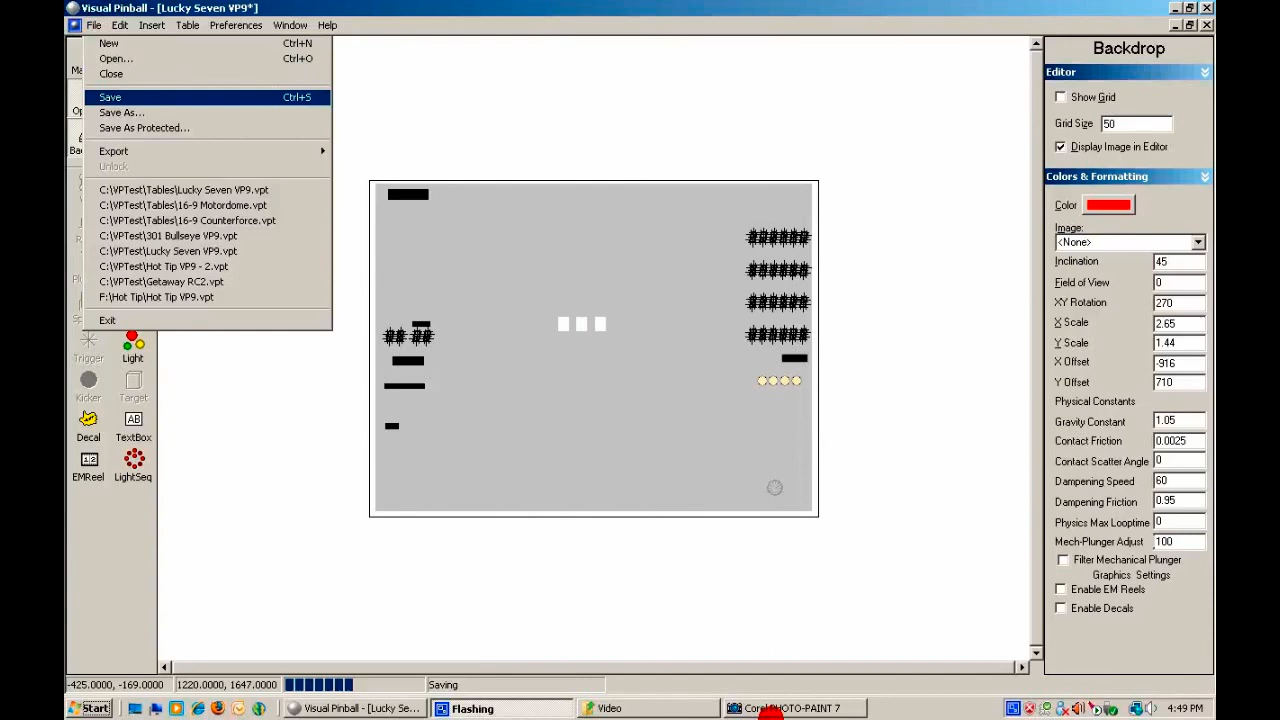 Visual Pinball - [Lucky Seven VP9*]
File Edit Insert Table Preferences Window Help
New Ctrl+N
Open... Ctrl+O
Close
Save Ctrl+S
Save As...
Save As Protected...
Export
Unlock
C:\VPTest\Tables\Lucky Seven VP9.vpt
C:\VPTest\Tables\16-9 Motordome.vpt
C:\VPTest\Tables\16-9 Counterforce.vpt
C:\VPTest\301 Bullseye VP9.vpt
C:\VPTest\Lucky Seven VP9.vpt
C:\VPTest\Hot Tip VP9 - 2.vpt
C:\VPTest\Getaway RC2.vpt
F:\Hot Tip\Hot Tip VP9.vpt
Exit
Trigger Light
Kicker Target
Decal TextBox
EMReel LightSeq
######
######
######
######
## ##
Backdrop
Editor
Show Grid
Grid Size 50
Display Image in Editor
Colors & Formatting
Color
Image:
<None>
Inclination 45
Field of View 0
XY Rotation 270
X Scale 2.65
Y Scale 1.44
X Offset -916
Y Offset 710
Physical Constants
Gravity Constant 1.05
Contact Friction 0.0025
Contact Scatter Angle 0
Dampening Speed 60
Dampening Friction 0.95
Physics Max Looptime 0
Mech-Plunger Adjust 100
Filter Mechanical Plunger
Graphics Settings
Enable EM Reels
Enable Decals
-425.0000, -169.0000 1220.0000, 1647.0000 Saving
Start Visual Pinball - [Lucky Se... Flashing Video Corel PHOTO-PAINT 7 4:49 PM